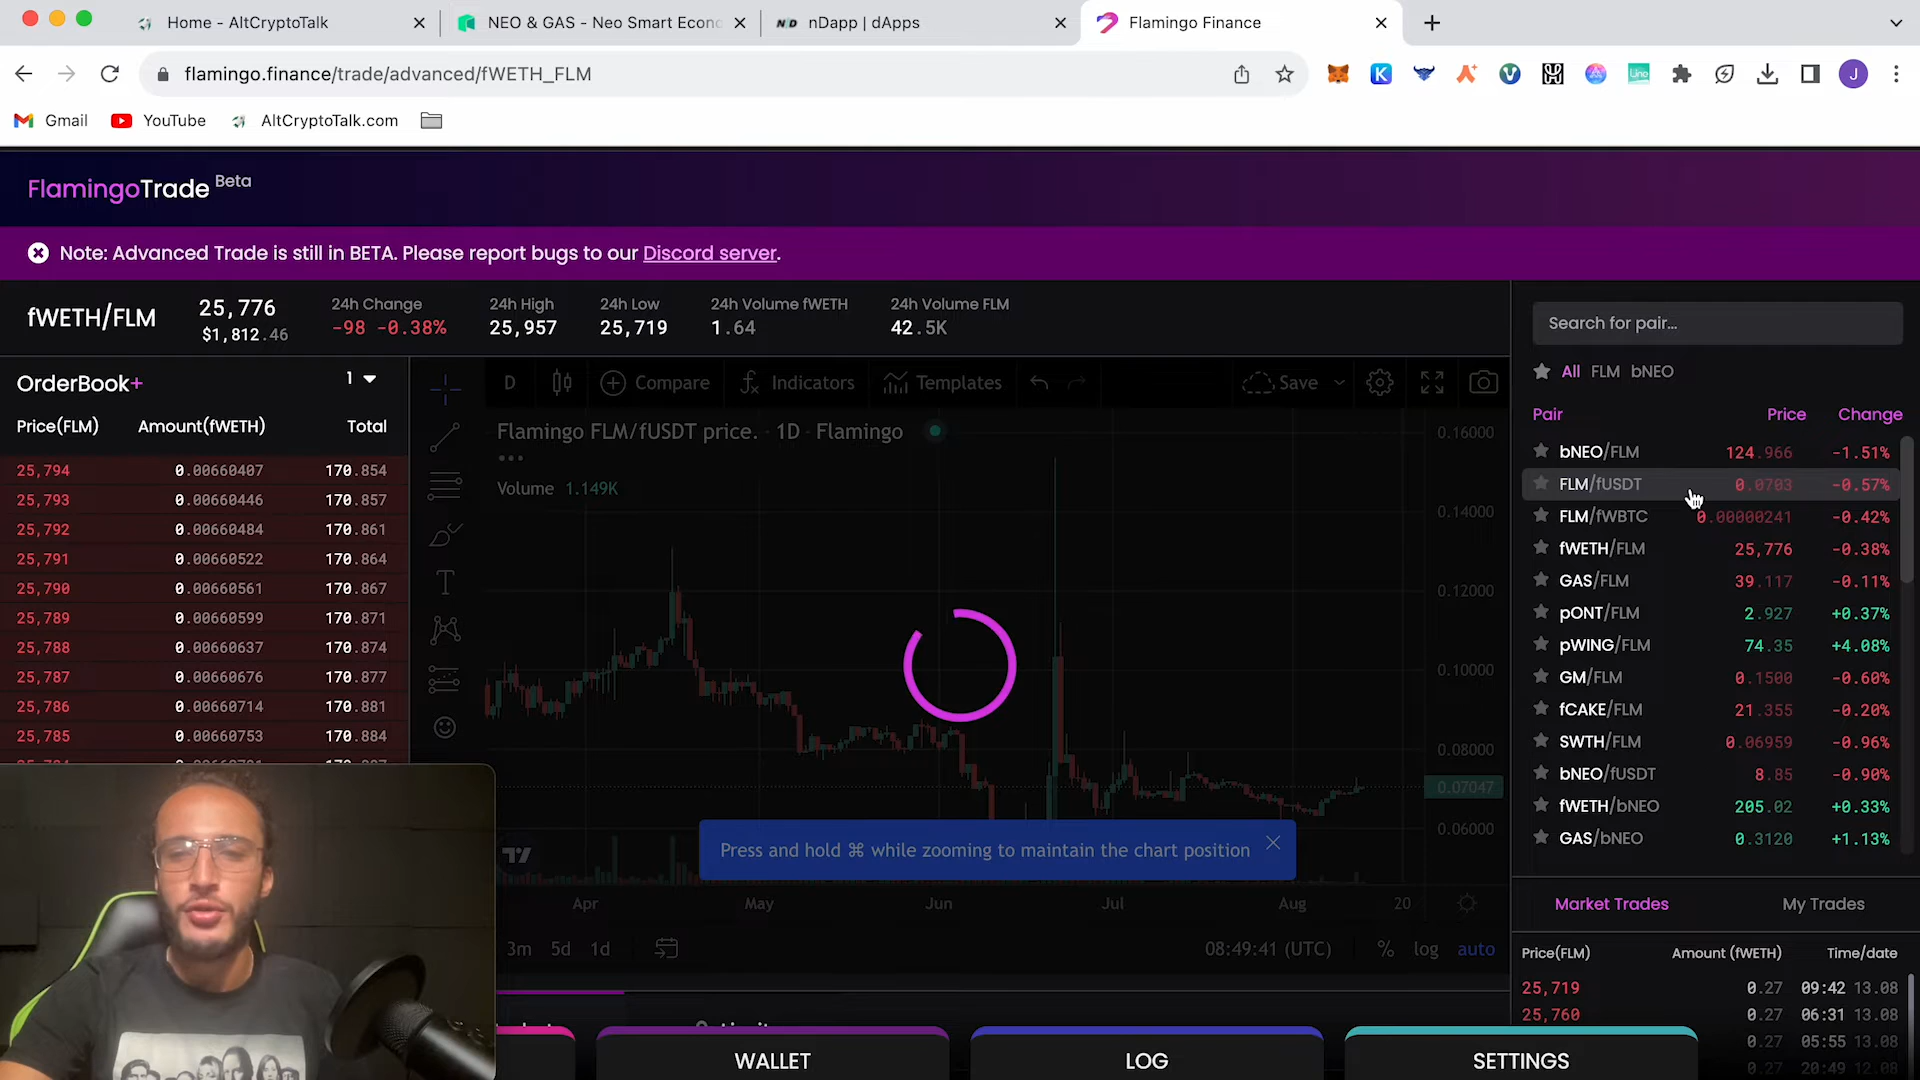 Home - AltCryptoTalk
NEO & GAS - Neo Smart Econ
nDapp | dApps
Flamingo Finance
flamingo.finance/trade/advanced/fWETH_FLM
Gmail
YouTube
AltCryptoTalk.com
J
FlamingoTrade Beta
Note: Advanced Trade is still in BETA. Please report bugs to our Discord server.
fWETH/FLM
25,776
$1,812.46
24h Change
-98 -0.38%
24h High
25,957
24h Low
25,719
24h Volume fWETH
1.64
24h Volume FLM
42.5K
OrderBook+
1
Price(FLM) Amount(fWETH) Total
25,794 0.00660407 170.854
25,793 0.00660446 170.857
25,792 0.00660484 170.861
25,791 0.00660522 170.864
25,790 0.00660561 170.867
25,789 0.00660599 170.871
25,788 0.00660637 170.874
25,787 0.00660676 170.877
25,786 0.00660714 170.881
25,785 0.00660753 170.884
D
Compare
Indicators
Templates
Save
Flamingo FLM/fUSDT price. · 1D · Flamingo
Volume 1.149K
0.16000
0.14000
0.12000
0.10000
0.08000
0.07047
0.06000
Press and hold ⌘ while zooming to maintain the chart position
Apr May Jun Jul Aug 20
3m 5d 1d
08:49:41 (UTC) % log auto
WALLET
LOG
SETTINGS
Search for pair...
All FLM bNEO
Pair Price Change
bNEO/FLM 124.966 -1.51%
FLM/fUSDT 0.0703 -0.57%
FLM/fWBTC 0.00000241 -0.42%
fWETH/FLM 25,776 -0.38%
GAS/FLM 39.117 -0.11%
pONT/FLM 2.927 +0.37%
pWING/FLM 74.35 +4.08%
GM/FLM 0.1500 -0.60%
fCAKE/FLM 21.355 -0.20%
SWTH/FLM 0.06959 -0.96%
bNEO/fUSDT 8.85 -0.90%
fWETH/bNEO 205.02 +0.33%
GAS/bNEO 0.3120 +1.13%
Market Trades My Trades
Price(FLM) Amount (fWETH) Time/date
25,719 0.27 09:42 13.08
25,760 0.27 06:31 13.08
0.27 05:55 13.08
0.27 20:49 12.08